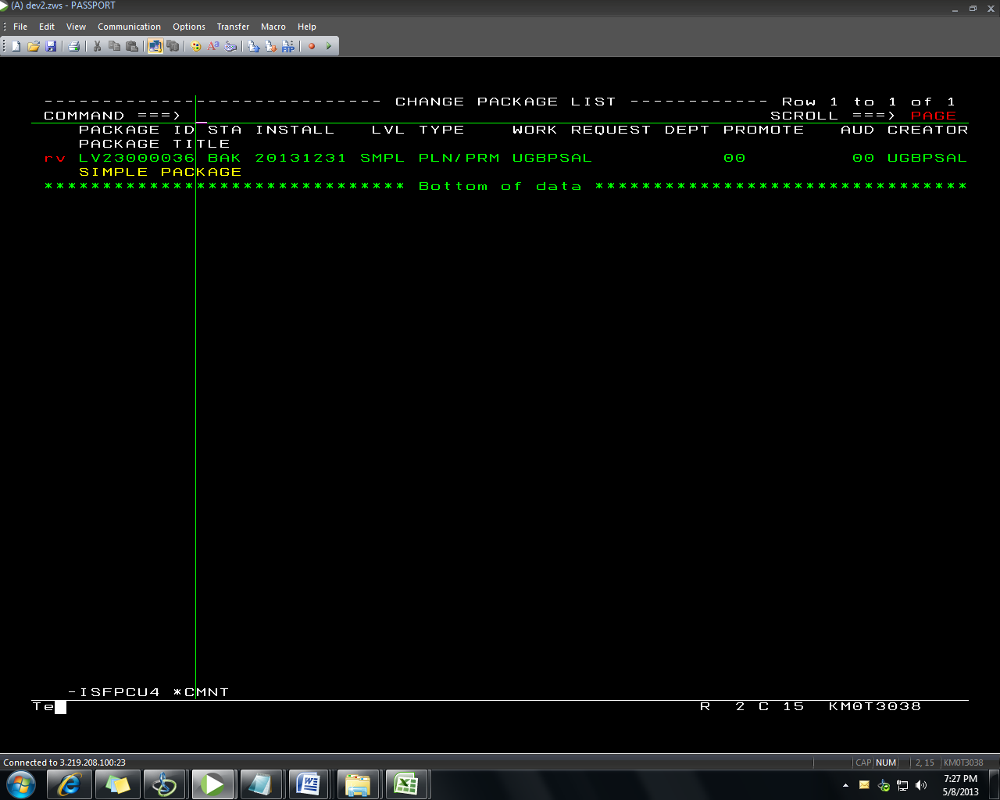 (A) dev2.zws - PASSPORT
File Edit View Communication Options Transfer Macro Help
----------------------------- CHANGE PACKAGE LIST ------------ Row 1 to 1 of 1
COMMAND ===> _ SCROLL ===> PAGE
PACKAGE ID STA INSTALL LVL TYPE WORK REQUEST DEPT PROMOTE AUD CREATOR
PACKAGE TITLE
rv LV23000036 BAK 20131231 SMPL PLN/PRM UGBPSAL 00 00 UGBPSAL
SIMPLE PACKAGE
******************************* Bottom of data ********************************
-ISFPCU4 *CMNT
Te R 2 C 15 KM0T3038
Connected to 3.219.208.100:23 CAP NUM 2, 15 KM0T3038
7:27 PM
5/8/2013